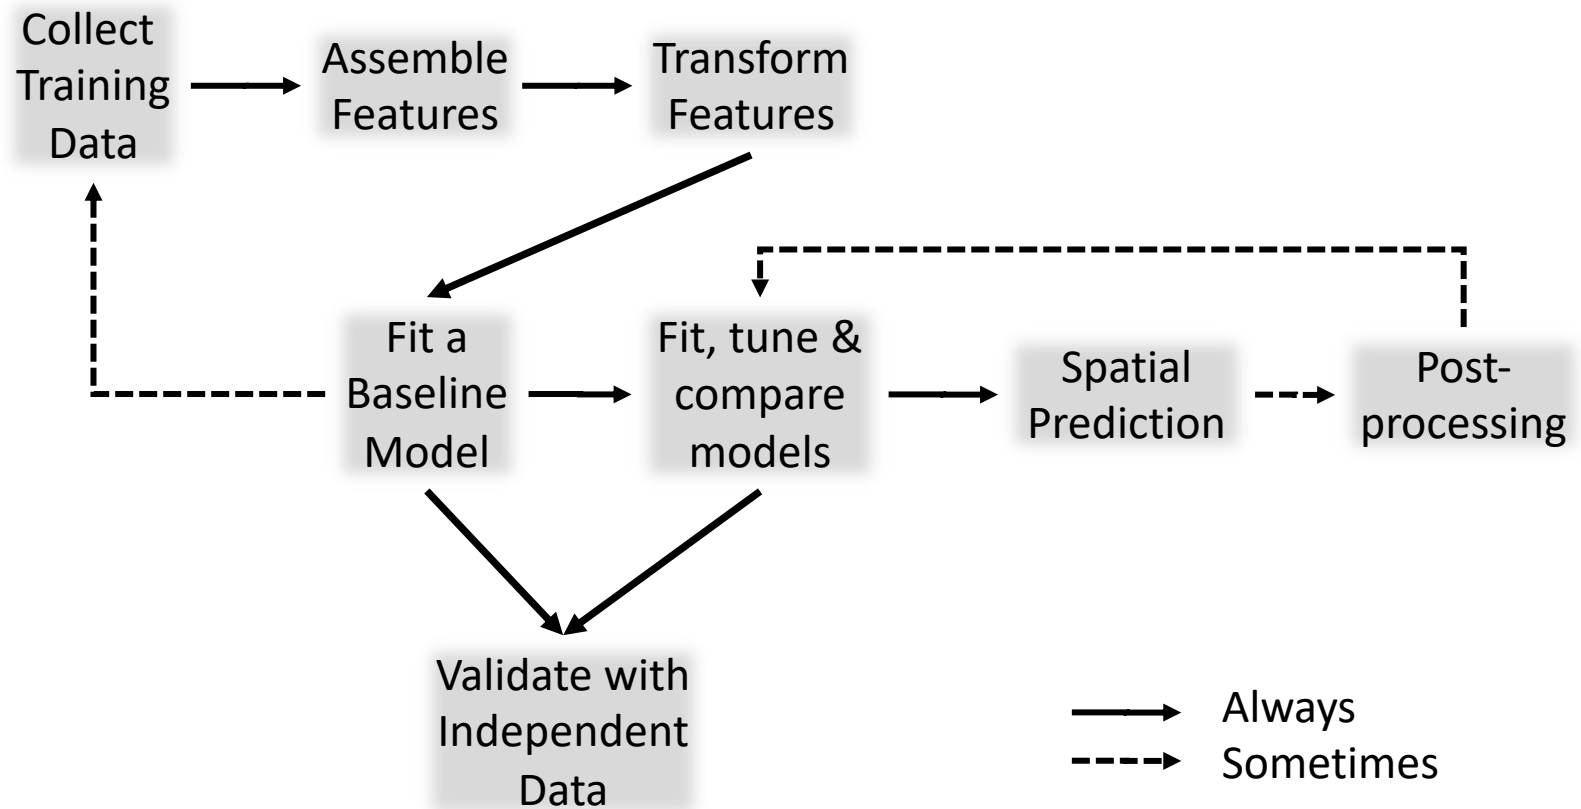 Collect
Training
Data
Assemble
Features
Transform
Features
Fit a
Baseline
Model
Fit, tune &
compare
models
Spatial
Prediction
Post-
processing
Validate with
Independent
Data
Always
Sometimes